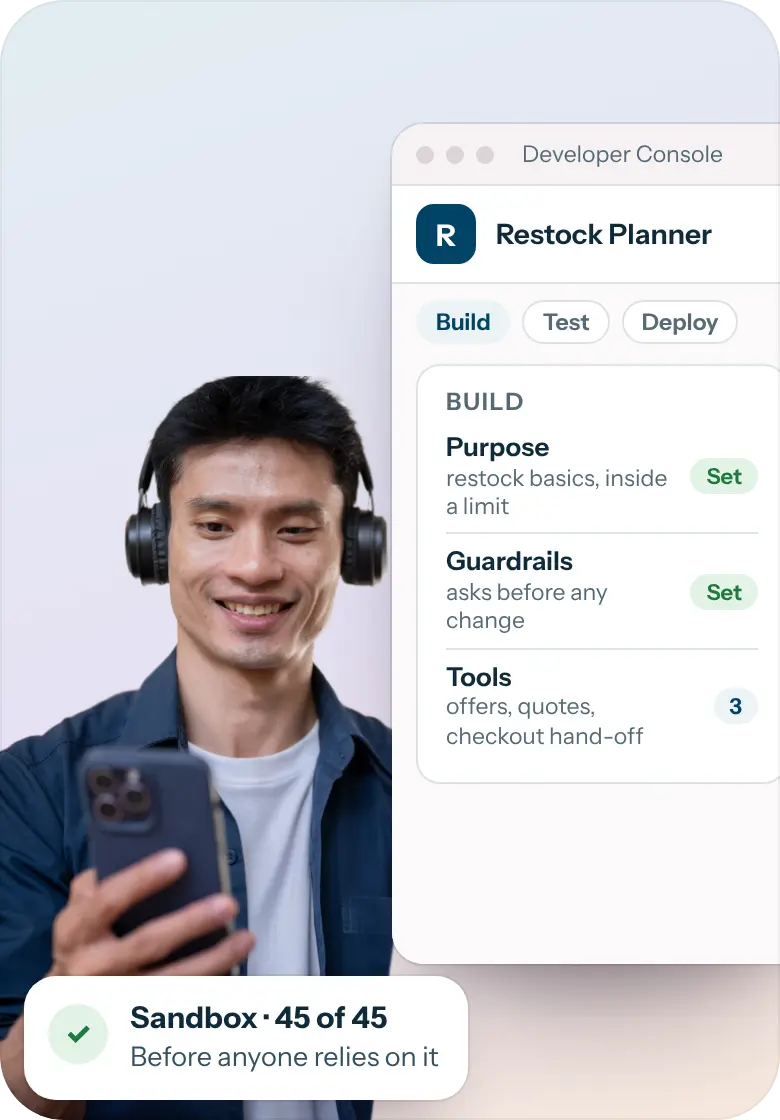 Developer Console
R
Restock Planner
Build
Test
Deploy
BUILD
Purpose
restock basics, inside
a limit
Set
Guardrails
asks before any
change
Set
Tools
offers, quotes,
checkout hand-off
3
Sandbox · 45 of 45
Before anyone relies on it